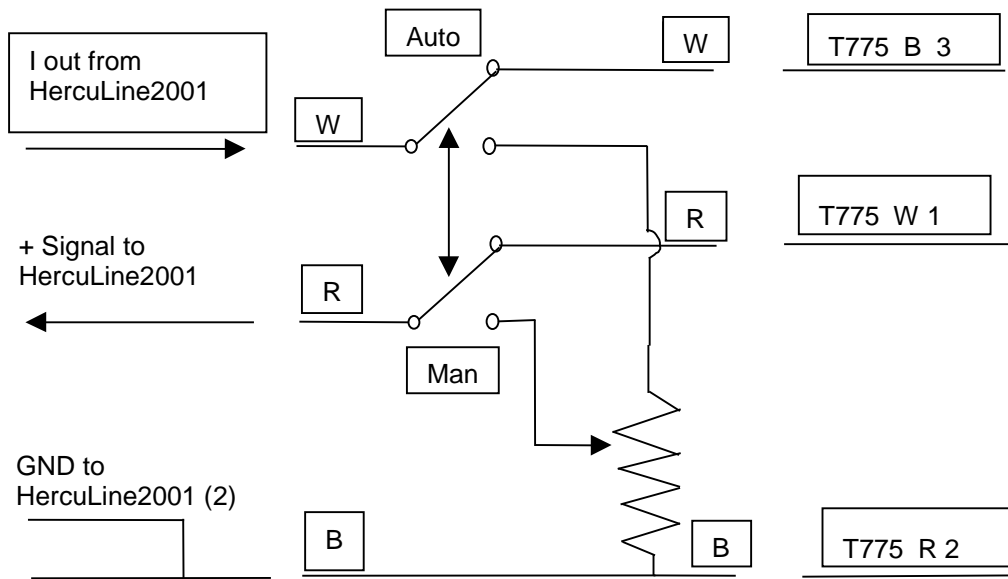 Auto
W
T775 B 3
I out from
HercuLine2001
W
T775 W 1
R
+ Signal to
HercuLine2001
R
Man
GND to
HercuLine2001 (2)
B
B
T775 R 2